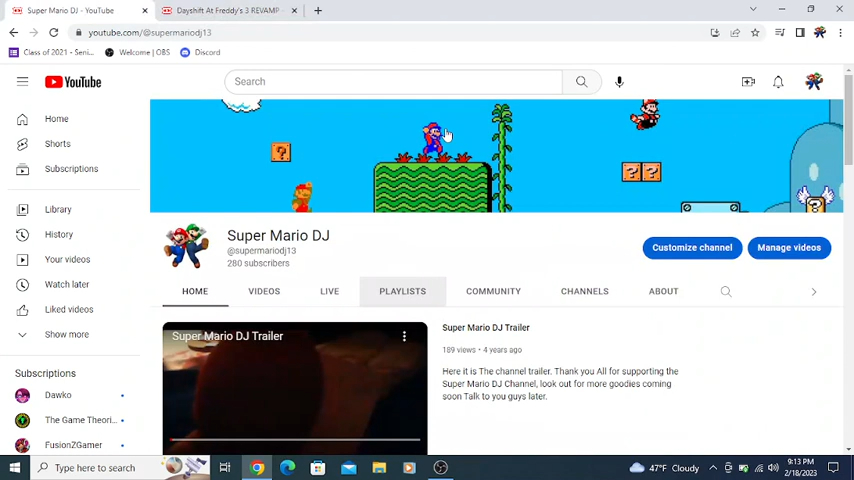 Super Mario DJ - YouTube
Dayshift At Freddy's 3 REVAMP -
youtube.com/@supermariodj13
Class of 2021 - Seni...
Welcome | OBS
Discord
YouTube
Search
Home
Shorts
Subscriptions
Library
History
Your videos
Watch later
Liked videos
Show more
Subscriptions
Dawko
The Game Theori...
FusionZGamer
Super Mario DJ
@supermariodj13
280 subscribers
Customize channel
Manage videos
HOME
VIDEOS
LIVE
PLAYLISTS
COMMUNITY
CHANNELS
ABOUT
Super Mario DJ Trailer
Super Mario DJ Trailer
189 views • 4 years ago
Here it is The channel trailer. Thank you All for supporting the
Super Mario DJ Channel, look out for more goodies coming
soon Talk to you guys later.
Type here to search
47°F Cloudy
9:13 PM
2/18/2023